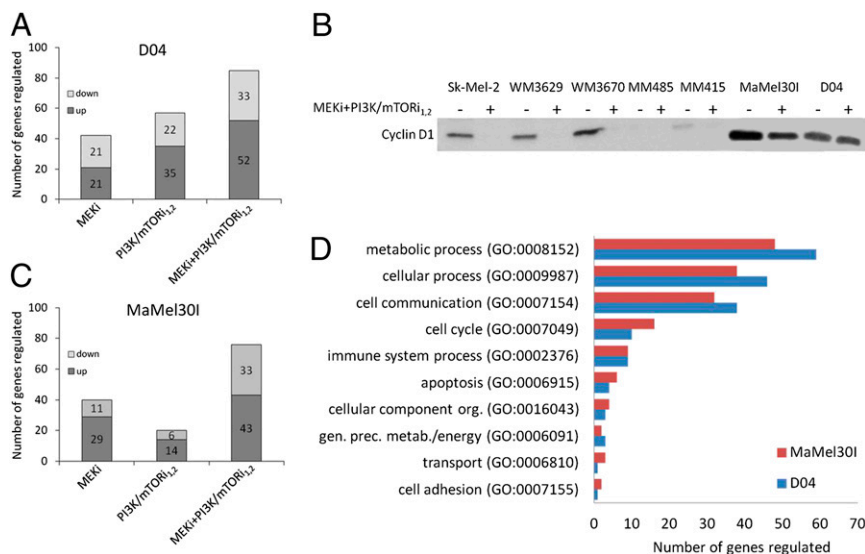 A
D04
Number of genes regulated
100
80
60
40
20
0
down
up
21
21
22
35
33
52
MEKi
PI3K/mTORi1,2
MEKi+PI3K/mTORi1,2
B
Sk-Mel-2 WM3629 WM3670 MM485 MM415 MaMel30I D04
MEKi+PI3K/mTORi1,2 - + - + - + - + - + - + - +
Cyclin D1
C
MaMel30I
Number of genes regulated
100
80
60
40
20
0
down
up
11
29
6
14
33
43
MEKi
PI3K/mTORi1,2
MEKi+PI3K/mTORi1,2
D
metabolic process (GO:0008152)
cellular process (GO:0009987)
cell communication (GO:0007154)
cell cycle (GO:0007049)
immune system process (GO:0002376)
apoptosis (GO:0006915)
cellular component org. (GO:0016043)
gen. prec. metab./energy (GO:0006091)
transport (GO:0006810)
cell adhesion (GO:0007155)
MaMel30I
D04
0 10 20 30 40 50 60 70
Number of genes regulated